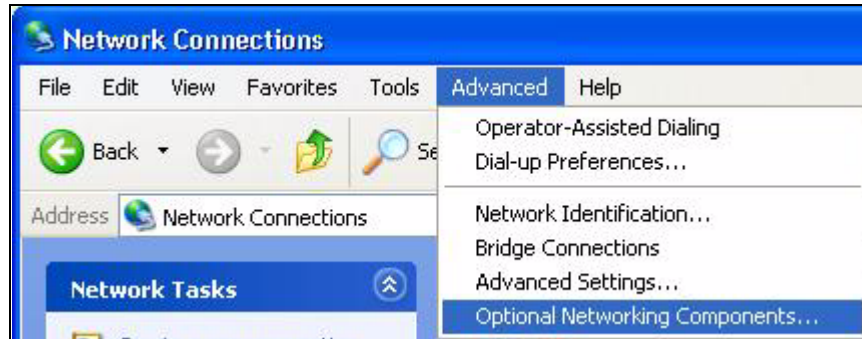 Network Connections
File Edit View Favorites Tools Advanced Help
Operator-Assisted Dialing
Back
Dial-up Preferences...
Address Network Connections
Network Identification...
Bridge Connections
Network Tasks
Advanced Settings...
Optional Networking Components...